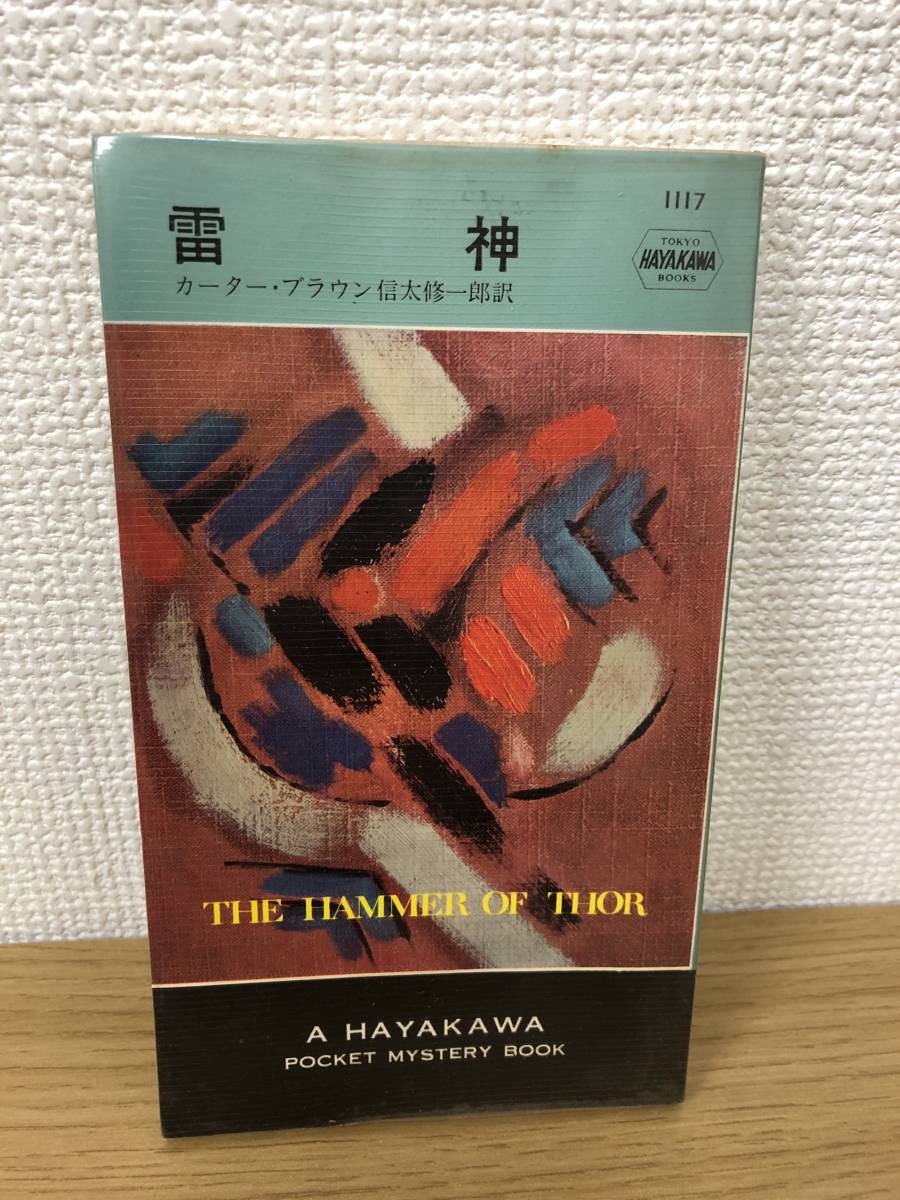 雷神
1117
TOKYO
HAYAKAWA
BOOKS
カーター・ブラウン 信太修一郎訳
THE HAMMER OF THOR
A HAYAKAWA
POCKET MYSTERY BOOK